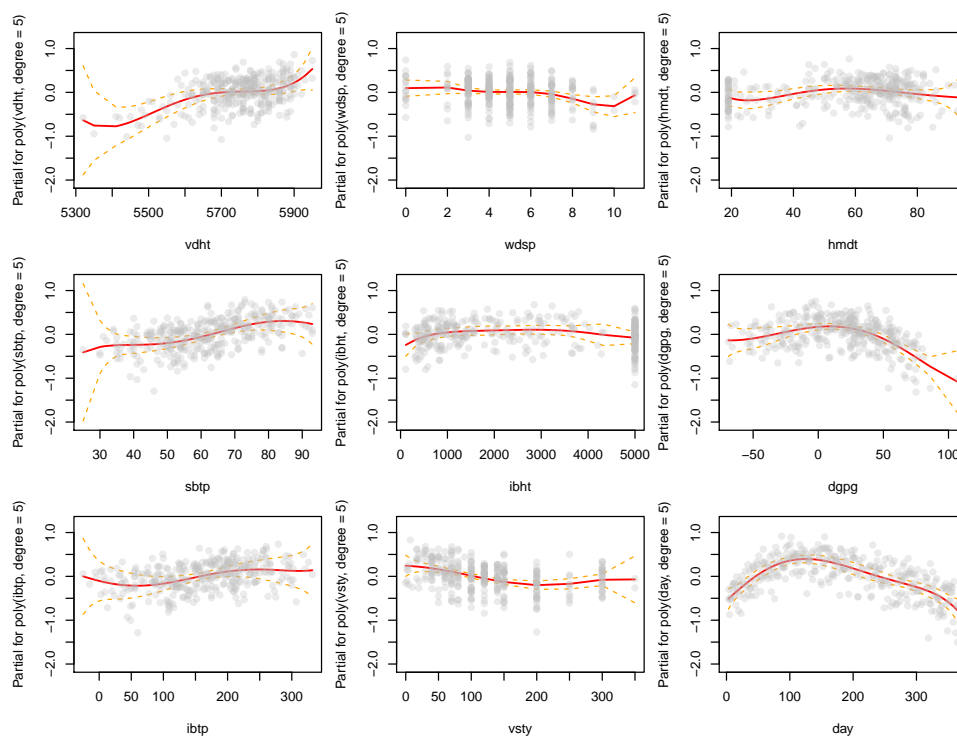 Partial for poly(vdht, degree = 5)
1.0
0.0
−1.0
−2.0
5300 5500 5700 5900
vdht
Partial for poly(wdsp, degree = 5)
1.0
0.0
−1.0
−2.0
0 2 4 6 8 10
wdsp
Partial for poly(hmdt, degree = 5)
1.0
0.0
−1.0
−2.0
20 40 60 80
hmdt
Partial for poly(sbtp, degree = 5)
1.0
0.0
−1.0
−2.0
30 40 50 60 70 80 90
sbtp
Partial for poly(ibht, degree = 5)
1.0
0.0
−1.0
−2.0
0 1000 2000 3000 4000 5000
ibht
Partial for poly(dgpg, degree = 5)
1.0
0.0
−1.0
−2.0
−50 0 50 100
dgpg
Partial for poly(ibtp, degree = 5)
1.0
0.0
−1.0
−2.0
0 100 200 300
ibtp
Partial for poly(vsty, degree = 5)
1.0
0.0
−1.0
−2.0
0 50 100 200 300
vsty
Partial for poly(day, degree = 5)
1.0
0.0
−1.0
−2.0
0 100 200 300
day